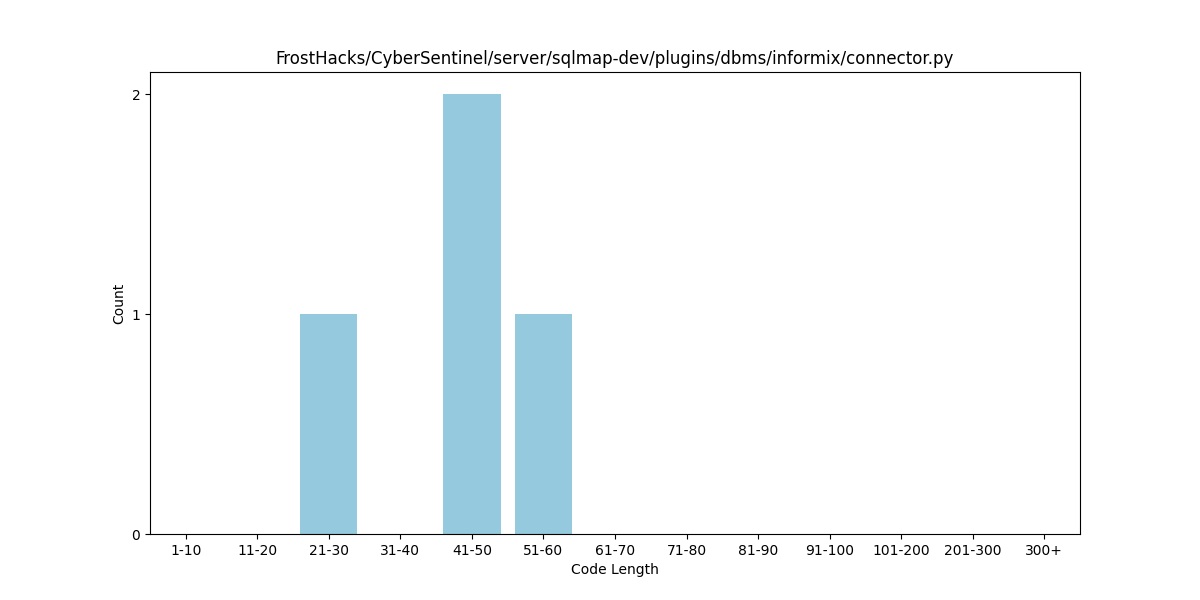 FrostHacks/CyberSentinel/server/sqlmap-dev/plugins/dbms/informix/connector.py
2
1
0
Count
1-10 11-20 21-30 31-40 41-50 51-60 61-70 71-80 81-90 91-100 101-200 201-300 300+
Code Length